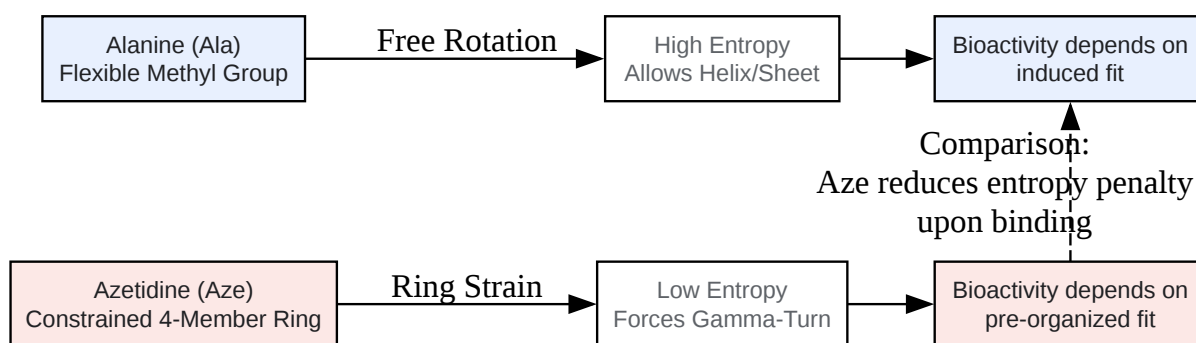 Alanine (Ala)
Flexible Methyl Group
Free Rotation
High Entropy
Allows Helix/Sheet
Bioactivity depends on
induced fit
Comparison:
Aze reduces entropy penalty
upon binding
Azetidine (Aze)
Constrained 4-Member Ring
Ring Strain
Low Entropy
Forces Gamma-Turn
Bioactivity depends on
pre-organized fit